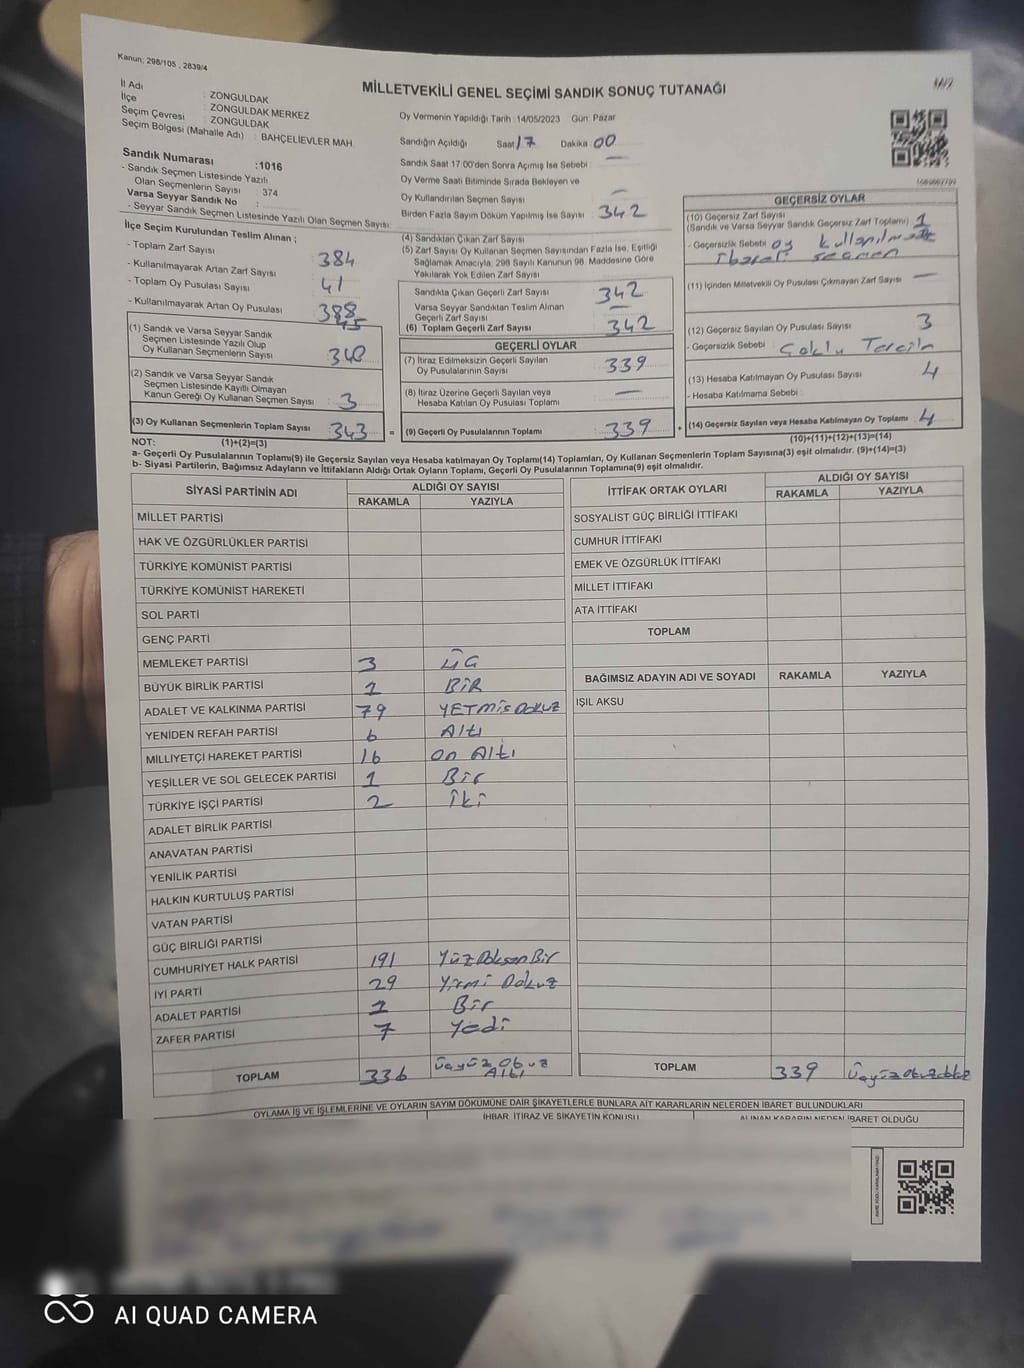 Kanun; 298/105 , 2839/4
MİLLETVEKİLİ GENEL SEÇİMİ SANDIK SONUÇ TUTANAĞI
İl Adı : ZONGULDAK
İlçe : ZONGULDAK MERKEZ
Seçim Çevresi : ZONGULDAK
Seçim Bölgesi (Mahalle Adı) : BAHÇELİEVLER MAH.
Sandık Numarası :1016
- Sandık Seçmen Listesinde Yazılı
Olan Seçmenlerin Sayısı : 374
Varsa Seyyar Sandık No :
- Seyyar Sandık Seçmen Listesinde Yazılı Olan Seçmen Sayısı:
Oy Vermenin Yapıldığı Tarih :14/05/2023 Gün: Pazar
Sandığın Açıldığı Saat 17 Dakika 00
Sandık Saat 17.00'den Sonra Açımış İse Sebebi : —
Oy Verme Saati Bitiminde Sırada Bekleyen ve
Oy Kullandırılan Seçmen Sayısı —
Birden Fazla Sayım Döküm Yapılmış İse Sayısı 342
İlçe Seçim Kurulundan Teslim Alınan ;
- Toplam Zarf Sayısı 384
- Kullanılmayarak Artan Zarf Sayısı 41
- Toplam Oy Pusulası Sayısı 388
- Kullanılmayarak Artan Oy Pusulası 45
(1) Sandık ve Varsa Seyyar Sandık
Seçmen Listesinde Yazılı Olup
Oy Kullanan Seçmenlerin Sayısı 340
(2) Sandık ve Varsa Seyyar Sandık
Seçmen Listesinde Kayıtlı Olmayan
Kanun Gereği Oy Kullanan Seçmen Sayısı 3
(3) Oy Kullanan Seçmenlerin Toplam Sayısı 343
(4) Sandıktan Çıkan Zarf Sayısı
(5) Zarf Sayısı Oy Kullanan Seçmen Sayısından Fazla İse, Eşitliği
Sağlamak Amacıyla, 298 Sayılı Kanunun 98. Maddesine Göre
Yakılarak Yok Edilen Zarf Sayısı
Sandıkta Çıkan Geçerli Zarf Sayısı 342
Varsa Seyyar Sandıktan Teslim Alınan
Geçerli Zarf Sayısı —
(6) Toplam Geçerli Zarf Sayısı 342
GEÇERLİ OYLAR
(7) İtiraz Edilmeksizin Geçerli Sayılan
Oy Pusulalarının Sayısı 339
(8) İtiraz Üzerine Geçerli Sayılan veya
Hesaba Katılan Oy Pusulası Toplamı —
= (9) Geçerli Oy Pusulalarının Toplamı 339
GEÇERSİZ OYLAR
(10) Geçersiz Zarf Sayısı
(Sandık ve Varsa Seyyar Sandık Geçersiz Zarf Toplamı) 1
- Geçersizlik Sebebi oy
seçmen
(11) İçinden Milletvekili Oy Pusulası Çıkmayan Zarf Sayısı —
(12) Geçersiz Sayılan Oy Pusulası Sayısı 3
- Geçersizlik Sebebi : Çoklu Tercih
(13) Hesaba Katılmayan Oy Pusulası Sayısı 4
- Hesaba Katılmama Sebebi :
(14) Geçersiz Sayılan veya Hesaba Katılmayan Oy Toplamı 4
NOT: (1)+(2)=(3)
(10)+(11)+(12)+(13)=(14)
a- Geçerli Oy Pusulalarının Toplamı(9) ile Geçersiz Sayılan veya Hesaba Katılmayan Oy Toplamı(14) Toplamları, Oy Kullanan Seçmenlerin Toplam Sayısına(3) eşit olmalıdır. (9)+(14)=(3)
b- Siyasi Partilerin, Bağımsız Adayların ve İttifakların Aldığı Ortak Oyların Toplamı, Geçerli Oy Pusulalarının Toplamına(9) eşit olmalıdır.
SİYASİ PARTİNİN ADI ALDIĞI OY SAYISI
RAKAMLA YAZIYLA
MİLLET PARTİSİ
HAK VE ÖZGÜRLÜKLER PARTİSİ
TÜRKİYE KOMÜNİST PARTİSİ
TÜRKİYE KOMÜNİST HAREKETİ
SOL PARTİ
GENÇ PARTİ
MEMLEKET PARTİSİ 3 ÜÇ
BÜYÜK BİRLİK PARTİSİ 1 BİR
ADALET VE KALKINMA PARTİSİ 79 YETMİŞ DOKUZ
YENİDEN REFAH PARTİSİ 6 Altı
MİLLİYETÇİ HAREKET PARTİSİ 16 on Altı
YEŞİLLER VE SOL GELECEK PARTİSİ 1 Bir
TÜRKİYE İŞÇİ PARTİSİ 2 İki
ADALET BİRLİK PARTİSİ
ANAVATAN PARTİSİ
YENİLİK PARTİSİ
HALKIN KURTULUŞ PARTİSİ
VATAN PARTİSİ
GÜÇ BİRLİĞİ PARTİSİ
CUMHURİYET HALK PARTİSİ 191 Yüz Doksan Bir
İYİ PARTİ 29 Yirmi Dokuz
ADALET PARTİSİ 1 Bir
ZAFER PARTİSİ 7 Yedi
TOPLAM 336 Üçyüz Otuz
Altı
İTTİFAK ORTAK OYLARI ALDIĞI OY SAYISI
RAKAMLA YAZIYLA
SOSYALİST GÜÇ BİRLİĞİ İTTİFAKI
CUMHUR İTTİFAKI
EMEK VE ÖZGÜRLÜK İTTİFAKI
MİLLET İTTİFAKI
ATA İTTİFAKI
TOPLAM
BAĞIMSIZ ADAYIN ADI VE SOYADI RAKAMLA YAZIYLA
IŞIL AKSU
TOPLAM 339
OYLAMA İŞ VE İŞLEMLERİNE VE OYLARIN SAYIM DÖKÜMÜNE DAİR ŞİKAYETLERLE BUNLARA AİT KARARLARIN NELERDEN İBARET BULUNDUKLARI
İHBAR, İTİRAZ VE ŞİKAYETİN KONUSU ALINAN KARARIN NEDEN İBARET OLDUĞU
AI QUAD CAMERA